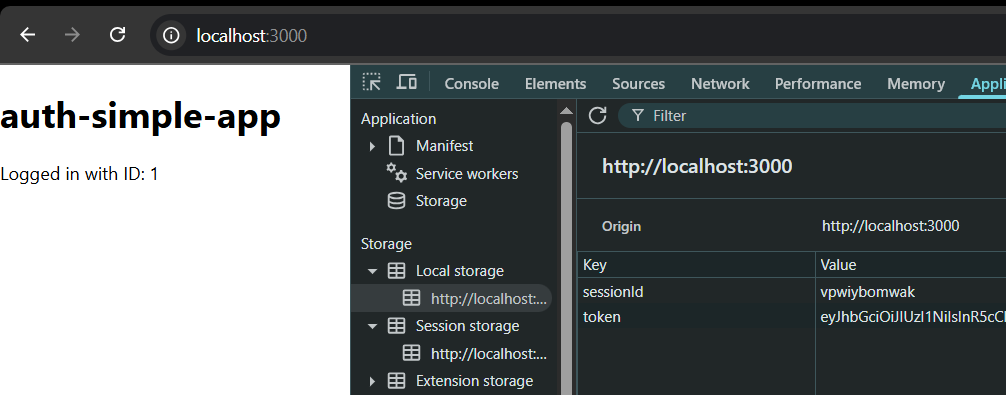 localhost:3000
auth-simple-app
Logged in with ID: 1
Console Elements Sources Network Performance Memory Appli
Application
Manifest
Service workers
Storage
Storage
Local storage
http://localhost:...
Session storage
http://localhost:...
Extension storage
Filter
http://localhost:3000
Origin http://localhost:3000
Key Value
sessionId vpwiybomwak
token